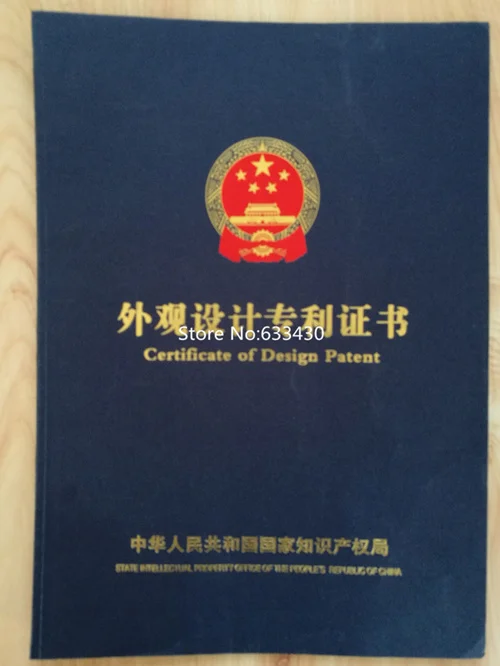 外观设计专利证书
Store No:633430
Certificate of Design Patent
中华人民共和国国家知识产权局
STATE INTELLECTUAL PROPERTY OFFICE OF THE PEOPLE'S REPUBLIC OF CHINA